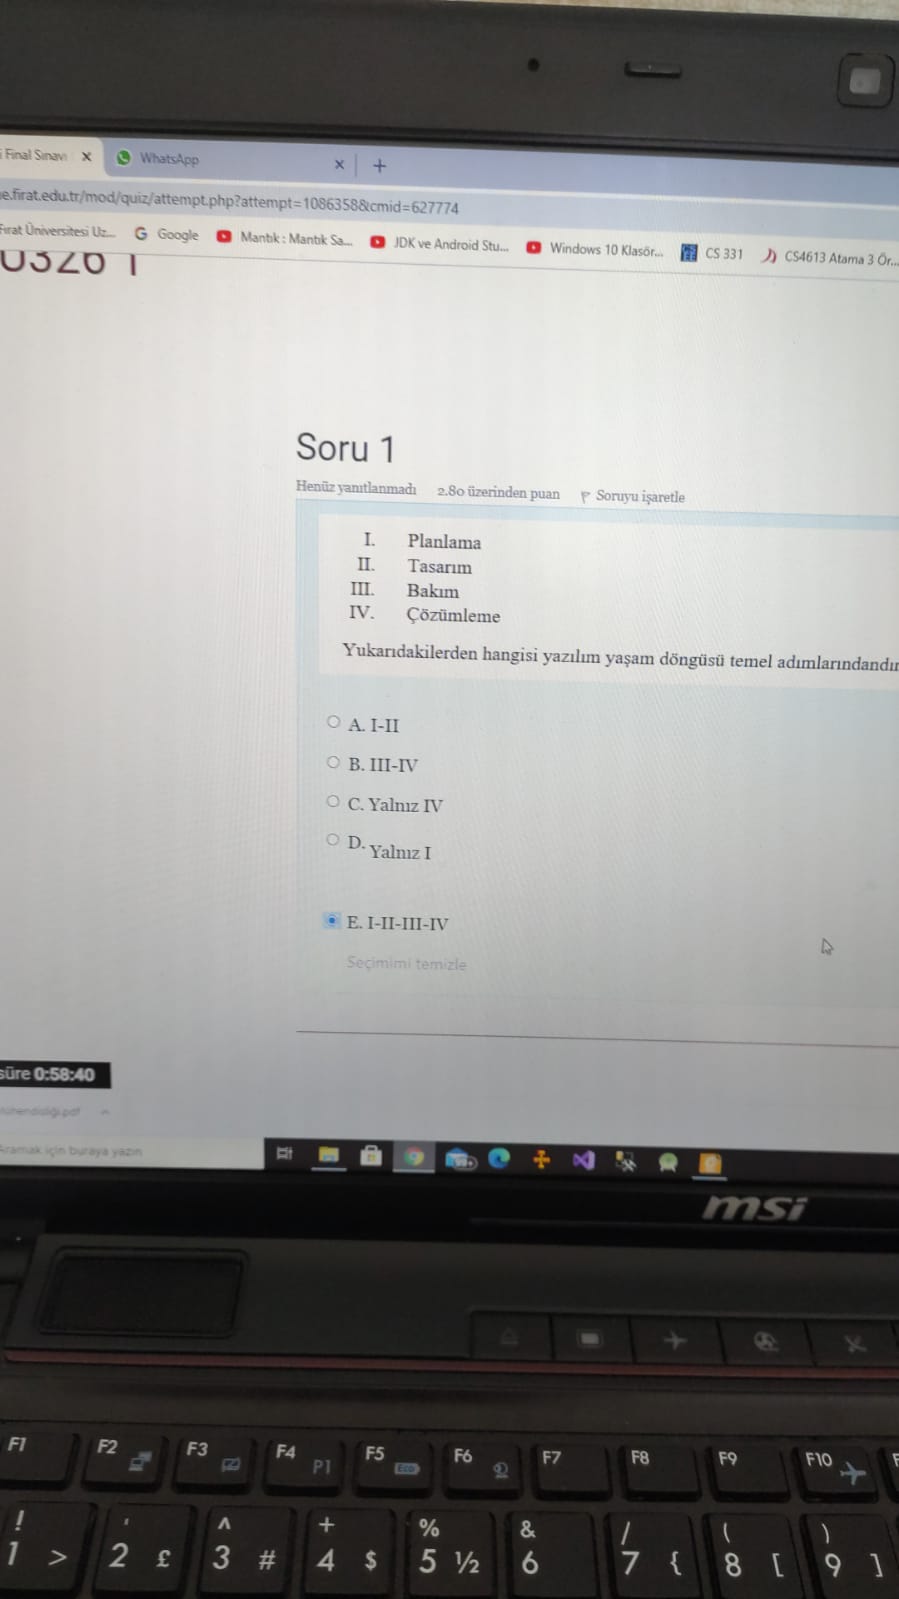 i Final Sınavı
WhatsApp
e.firat.edu.tr/mod/quiz/attempt.php?attempt=1086358&cmid=627774
Fırat Üniversitesi Uz...
Google
Mantık : Mantık Sa...
JDK ve Android Stu...
Windows 10 Klasör...
CS 331
CS4613 Atama 3 Ör...
Soru 1
Henüz yanıtlanmadı 2.80 üzerinden puan Soruyu işaretle
I. Planlama
II. Tasarım
III. Bakım
IV. Çözümleme
Yukarıdakilerden hangisi yazılım yaşam döngüsü temel adımlarındandır
A. I-II
B. III-IV
C. Yalnız IV
D. Yalnız I
E. I-II-III-IV
Seçimimi temizle
süre 0:58:40
Aramak için buraya yazın
msi
F1 F2 F3 F4 P1 F5 Eco F6 F7 F8 F9 F10
! ' ^ + % & / ( )
1 > 2 £ 3 # 4 $ 5 ½ 6 7 { 8 [ 9 ]